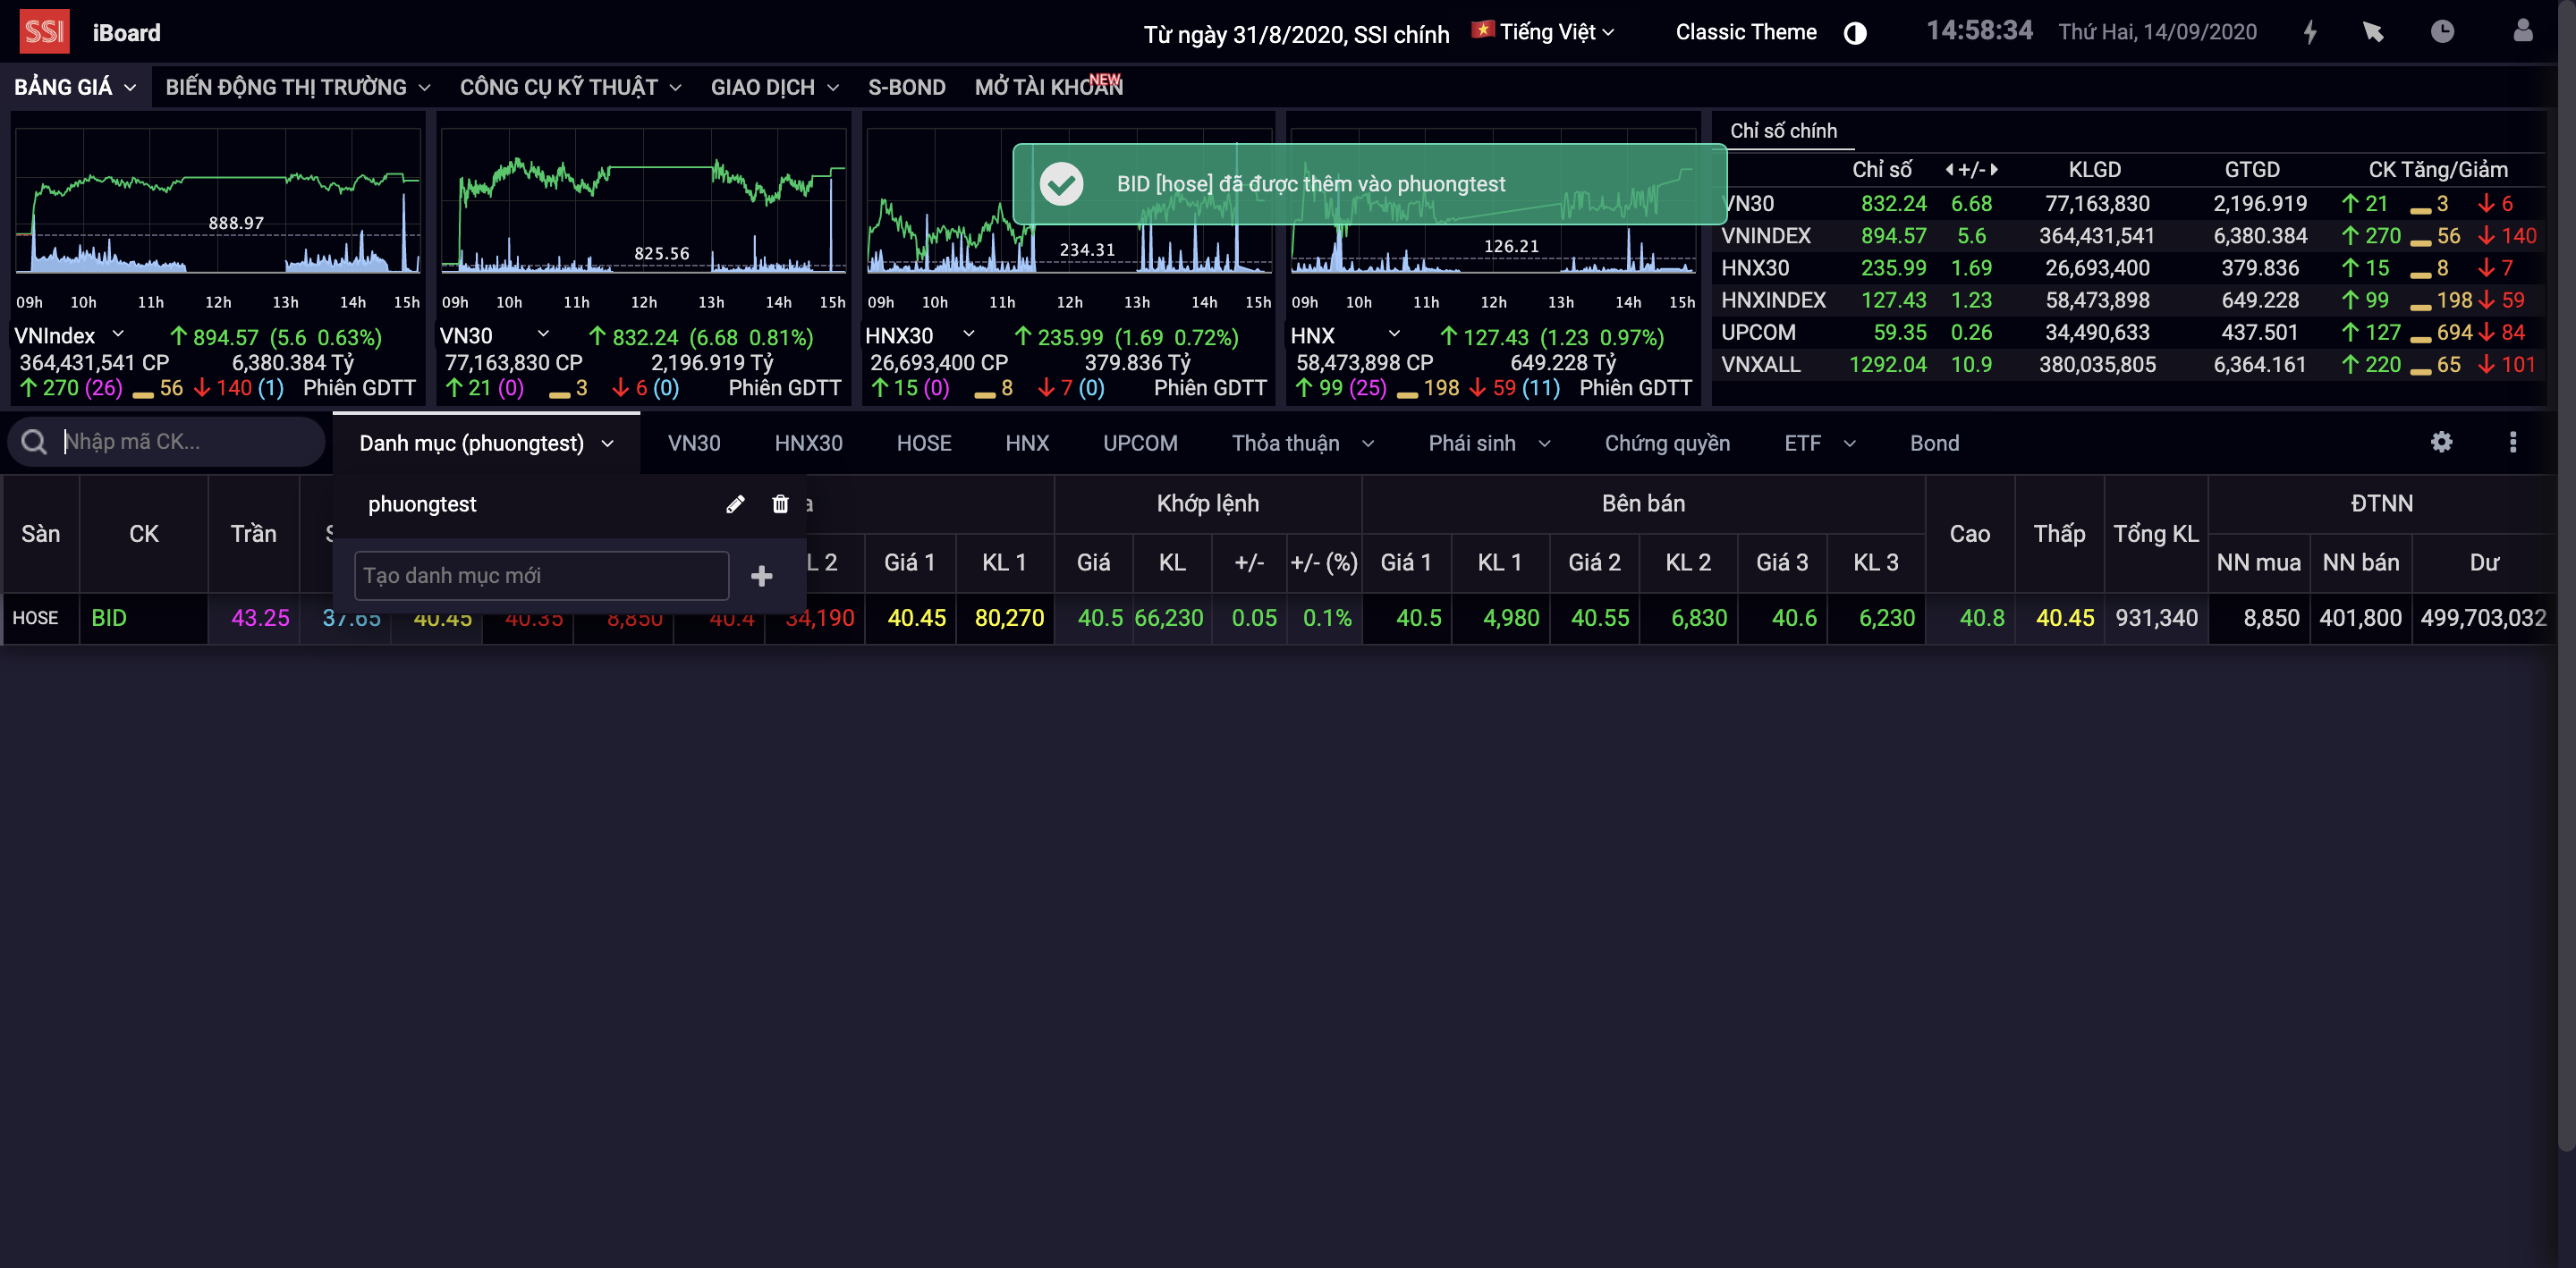 SSI iBoard Từ ngày 31/8/2020, SSI chính Tiếng Việt Classic Theme 14:58:34 Thứ Hai, 14/09/2020
BẢNG GIÁ BIẾN ĐỘNG THỊ TRƯỜNG CÔNG CỤ KỸ THUẬT GIAO DỊCH S-BOND MỞ TÀI KHOẢN NEW
888.97
09h 10h 11h 12h 13h 14h 15h
VNIndex 894.57 (5.6 0.63%)
364,431,541 CP 6,380.384 Tỷ
270 (26) 56 140 (1) Phiên GDTT
825.56
09h 10h 11h 12h 13h 14h 15h
VN30 832.24 (6.68 0.81%)
77,163,830 CP 2,196.919 Tỷ
21 (0) 3 6 (0) Phiên GDTT
234.31
09h 10h 11h 12h 13h 14h 15h
HNX30 235.99 (1.69 0.72%)
26,693,400 CP 379.836 Tỷ
15 (0) 8 7 (0) Phiên GDTT
126.21
09h 10h 11h 12h 13h 14h 15h
HNX 127.43 (1.23 0.97%)
58,473,898 CP 649.228 Tỷ
99 (25) 198 59 (11) Phiên GDTT
BID [hose] đã được thêm vào phuongtest
Chỉ số chính
Chỉ số +/- KLGD GTGD CK Tăng/Giảm
VN30 832.24 6.68 77,163,830 2,196.919 21 3 6
VNINDEX 894.57 5.6 364,431,541 6,380.384 270 56 140
HNX30 235.99 1.69 26,693,400 379.836 15 8 7
HNXINDEX 127.43 1.23 58,473,898 649.228 99 198 59
UPCOM 59.35 0.26 34,490,633 437.501 127 694 84
VNXALL 1292.04 10.9 380,035,805 6,364.161 220 65 101
Nhập mã CK... Danh mục (phuongtest) VN30 HNX30 HOSE HNX UPCOM Thỏa thuận Phái sinh Chứng quyền ETF Bond
phuongtest
Tạo danh mục mới
Khớp lệnh Bên bán ĐTNN
Sàn CK Trần Cao Thấp Tổng KL
L 2 Giá 1 KL 1 Giá KL +/- +/- (%) Giá 1 KL 1 Giá 2 KL 2 Giá 3 KL 3 NN mua NN bán Dư
HOSE BID 43.25 37.65 40.45 40.35 8,850 40.4 34,190 40.45 80,270 40.5 66,230 0.05 0.1% 40.5 4,980 40.55 6,830 40.6 6,230 40.8 40.45 931,340 8,850 401,800 499,703,032